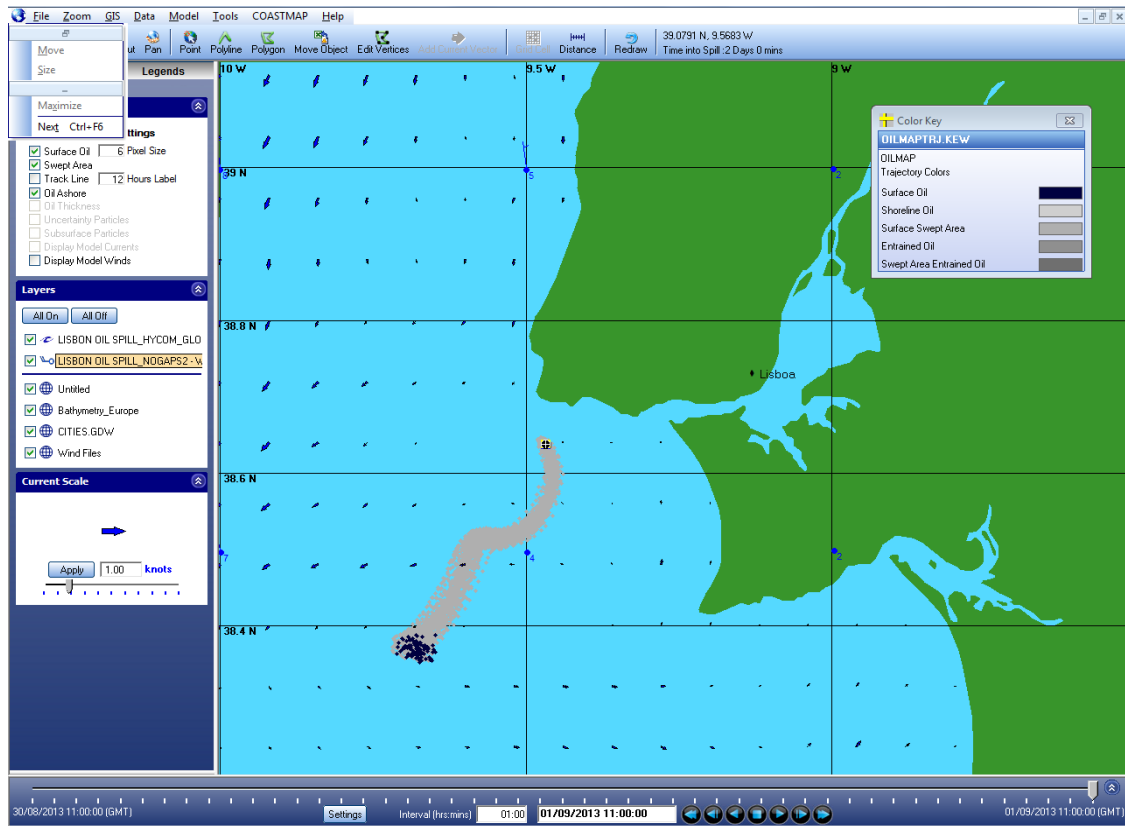 File Zoom GIS Data Model Tools COASTMAP Help
Move
Size
Maximize
Next Ctrl+F6
ut Pan Point Polyline Polygon Move Object Edit Vertices Distance Redraw
39.0791 N, 9.5683 W
Time into Spill :2 Days 0 mins
Legends
ttings
Surface Oil 6 Pixel Size
Swept Area
Track Line 12 Hours Label
Oil Ashore
Oil Thickness
Uncertainty Particles
Subsurface Particles
Display Model Currents
Display Model Winds
Layers
All On All Off
LISBON OIL SPILL_HYCOM_GLO
LISBON OIL SPILL_NOGAPS2 - W
Untitled
Bathymetry_Europe
CITIES.GDW
Wind Files
Current Scale
Apply 1.00 knots
10 W 9.5 W 9 W
39 N
5
2
38.8 N
Lisboa
38.6 N
7
4
2
38.4 N
Color Key
OILMAPTRJ.KEW
OILMAP
Trajectory Colors
Surface Oil
Shoreline Oil
Surface Swept Area
Entrained Oil
Swept Area Entrained Oil
30/08/2013 11:00:00 (GMT)
Settings
Interval (hrs:mins) 01:00
01/09/2013 11:00:00
01/09/2013 11:00:00 (GMT)